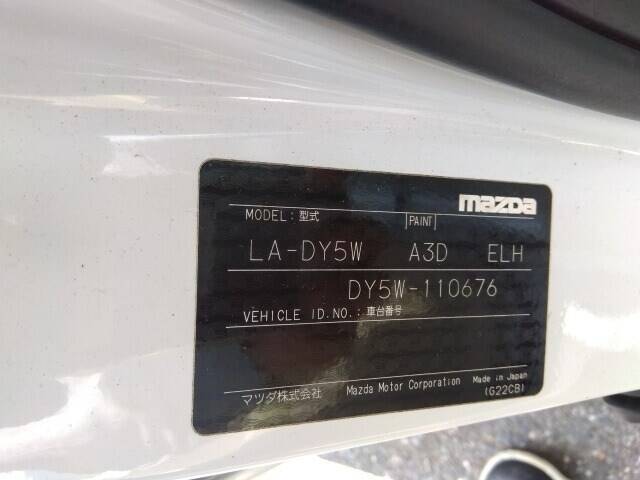 mazda
MODEL:型式 |PAINT|
LA-DY5W A3D ELH
DY5W-110676
VEHICLE ID.NO.:車台番号
マツダ株式会社 Mazda Motor Corporation Made in Japan
(G22CB)